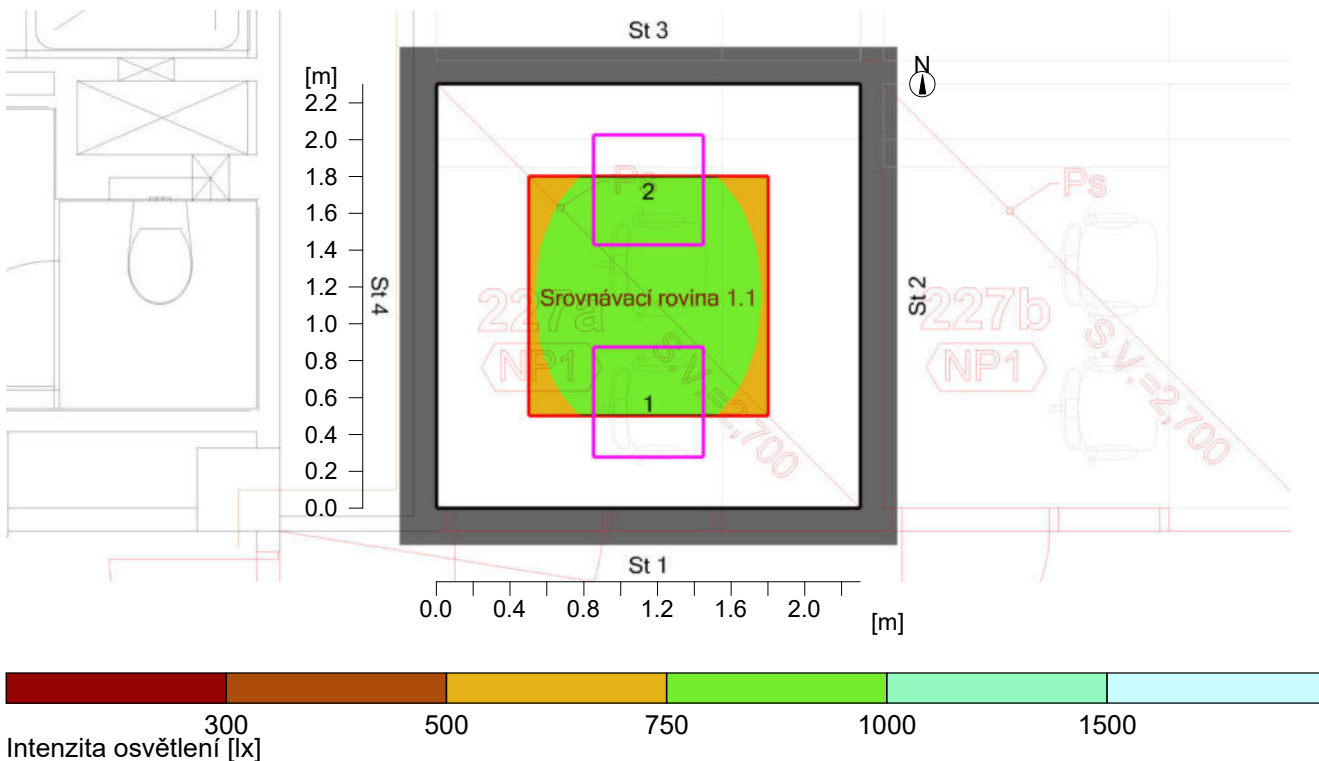 St 3
N
[m]
2.2
2.0
1.8
1.6
1.4
1.2
1.0
0.8
0.6
0.4
0.2
0.0
Ps
2
St 4
Srovnávací rovina 1.1
227a
NP1
S.V.=2,700
1
St 2
Ps
227b
NP1
S.V.=2,700
St 1
0.0 0.4 0.8 1.2 1.6 2.0
[m]
300 500 750 1000 1500
Intenzita osvětlení [lx]